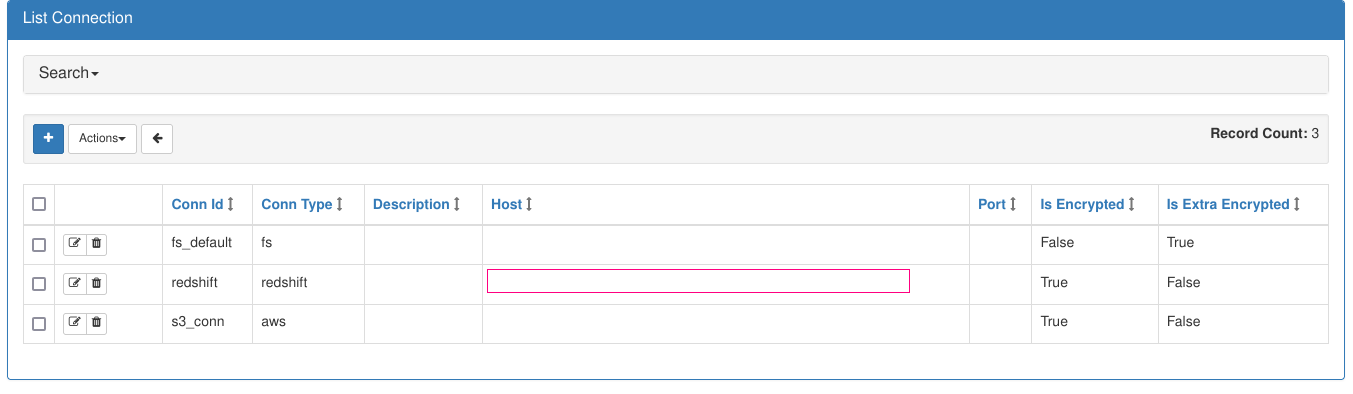 List Connection
Search
Actions
Record Count: 3
Conn Id Conn Type Description Host Port Is Encrypted Is Extra Encrypted
fs_default fs False True
redshift redshift True False
s3_conn aws True False